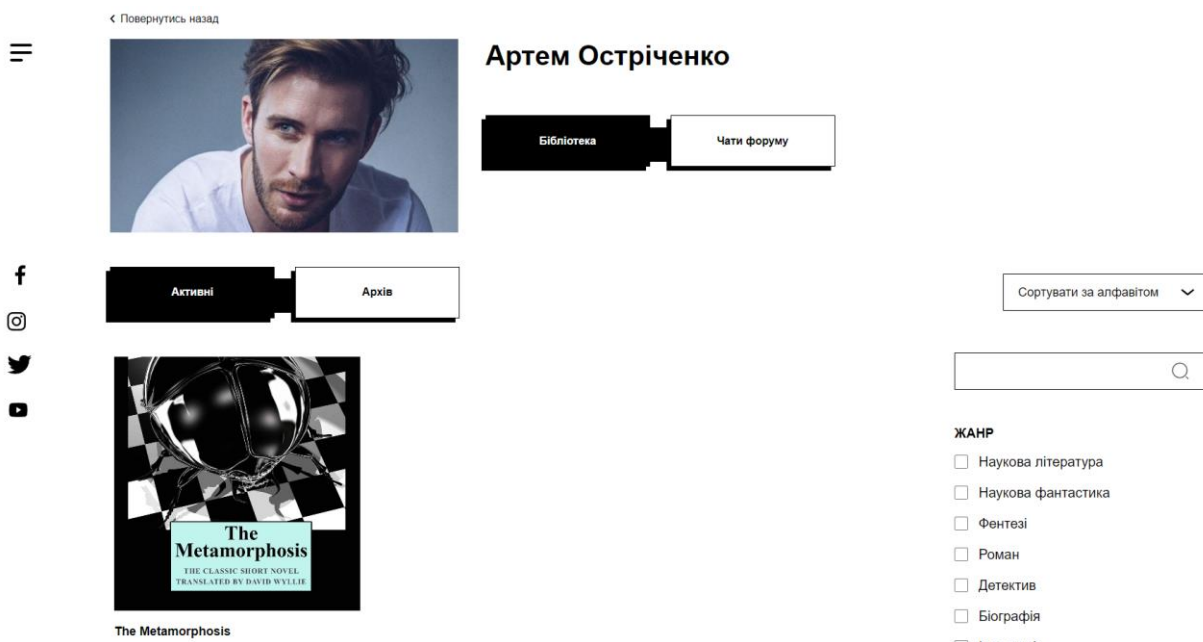 Повернутись назад
Артем Остріченко
Бібліотека
Чати форуму
Активні
Архів
Сортувати за алфавітом
The
Metamorphosis
THE CLASSIC SHORT NOVEL
TRANSLATED BY DAVID WYLLIE
The Metamorphosis
ЖАНР
Наукова література
Наукова фантастика
Фентезі
Роман
Детектив
Біографія